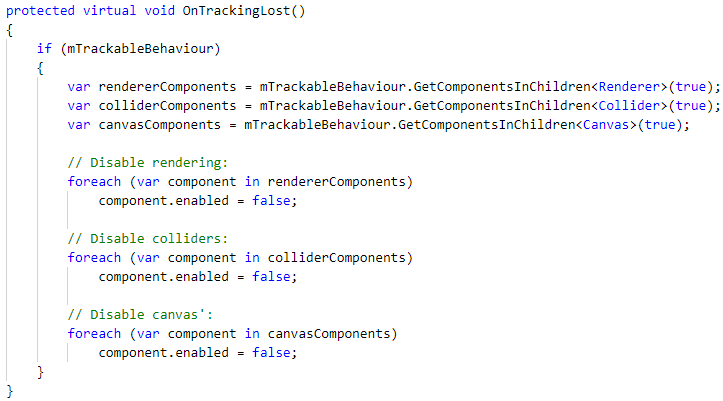 protected virtual void OnTrackingLost()
{
    if (mTrackableBehaviour)
    {
        var rendererComponents = mTrackableBehaviour.GetComponentsInChildren<Renderer>(true);
        var colliderComponents = mTrackableBehaviour.GetComponentsInChildren<Collider>(true);
        var canvasComponents = mTrackableBehaviour.GetComponentsInChildren<Canvas>(true);

        // Disable rendering:
        foreach (var component in rendererComponents)
            component.enabled = false;

        // Disable colliders:
        foreach (var component in colliderComponents)
            component.enabled = false;

        // Disable canvas':
        foreach (var component in canvasComponents)
            component.enabled = false;
    }
}